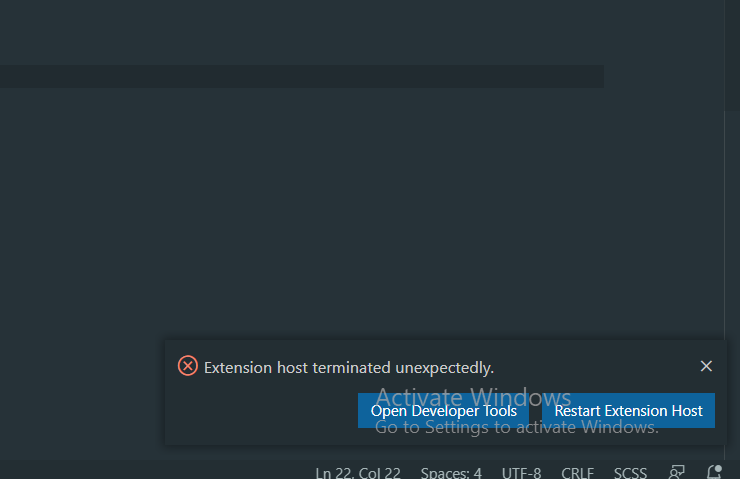 Extension host terminated unexpectedly.
Activate Windows
Open Developer Tools
Restart Extension Host
Go to Settings to activate Windows.
Ln 22, Col 22
Spaces: 4
UTF-8
CRLF
SCSS